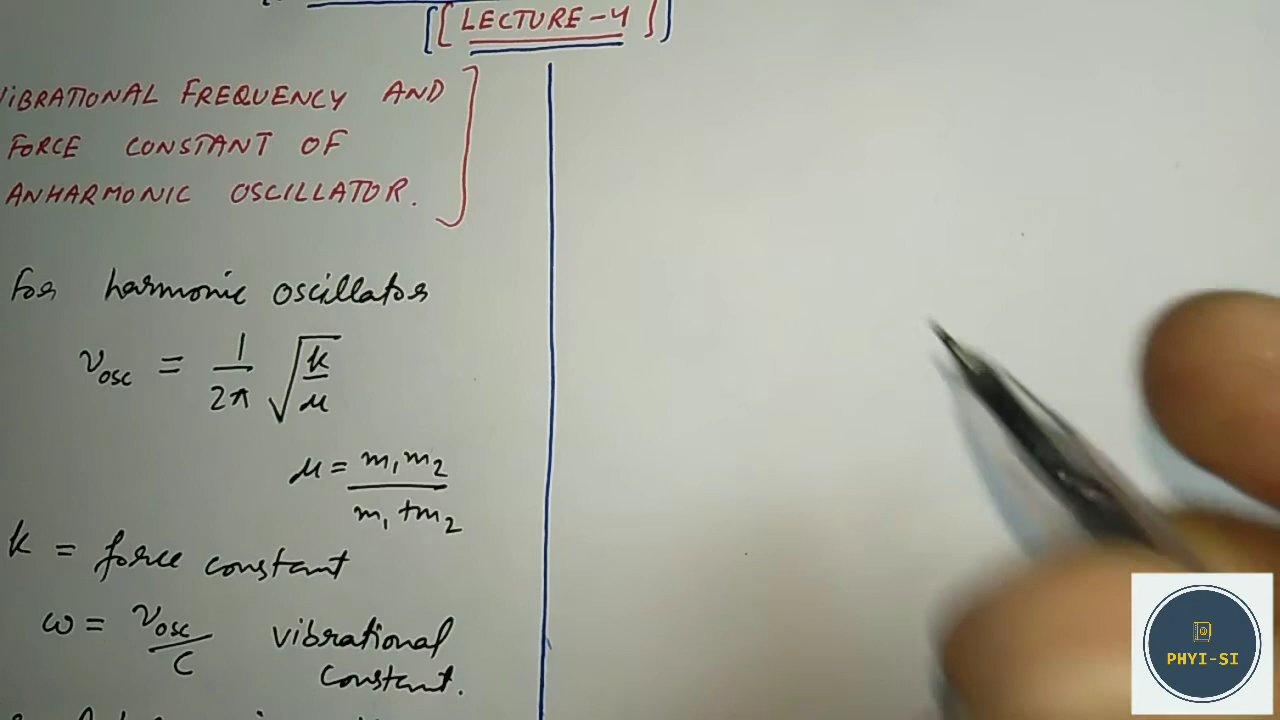 [[LECTURE-4]]
VIBRATIONAL FREQUENCY AND
FORCE CONSTANT OF
ANHARMONIC OSCILLATOR.
For harmonic oscillator
ν_osc = 1/2π √(k/μ)
μ = m₁m₂/m₁+m₂
k = force constant
ω = ν_osc/c vibrational
constant.
PHYI-SI